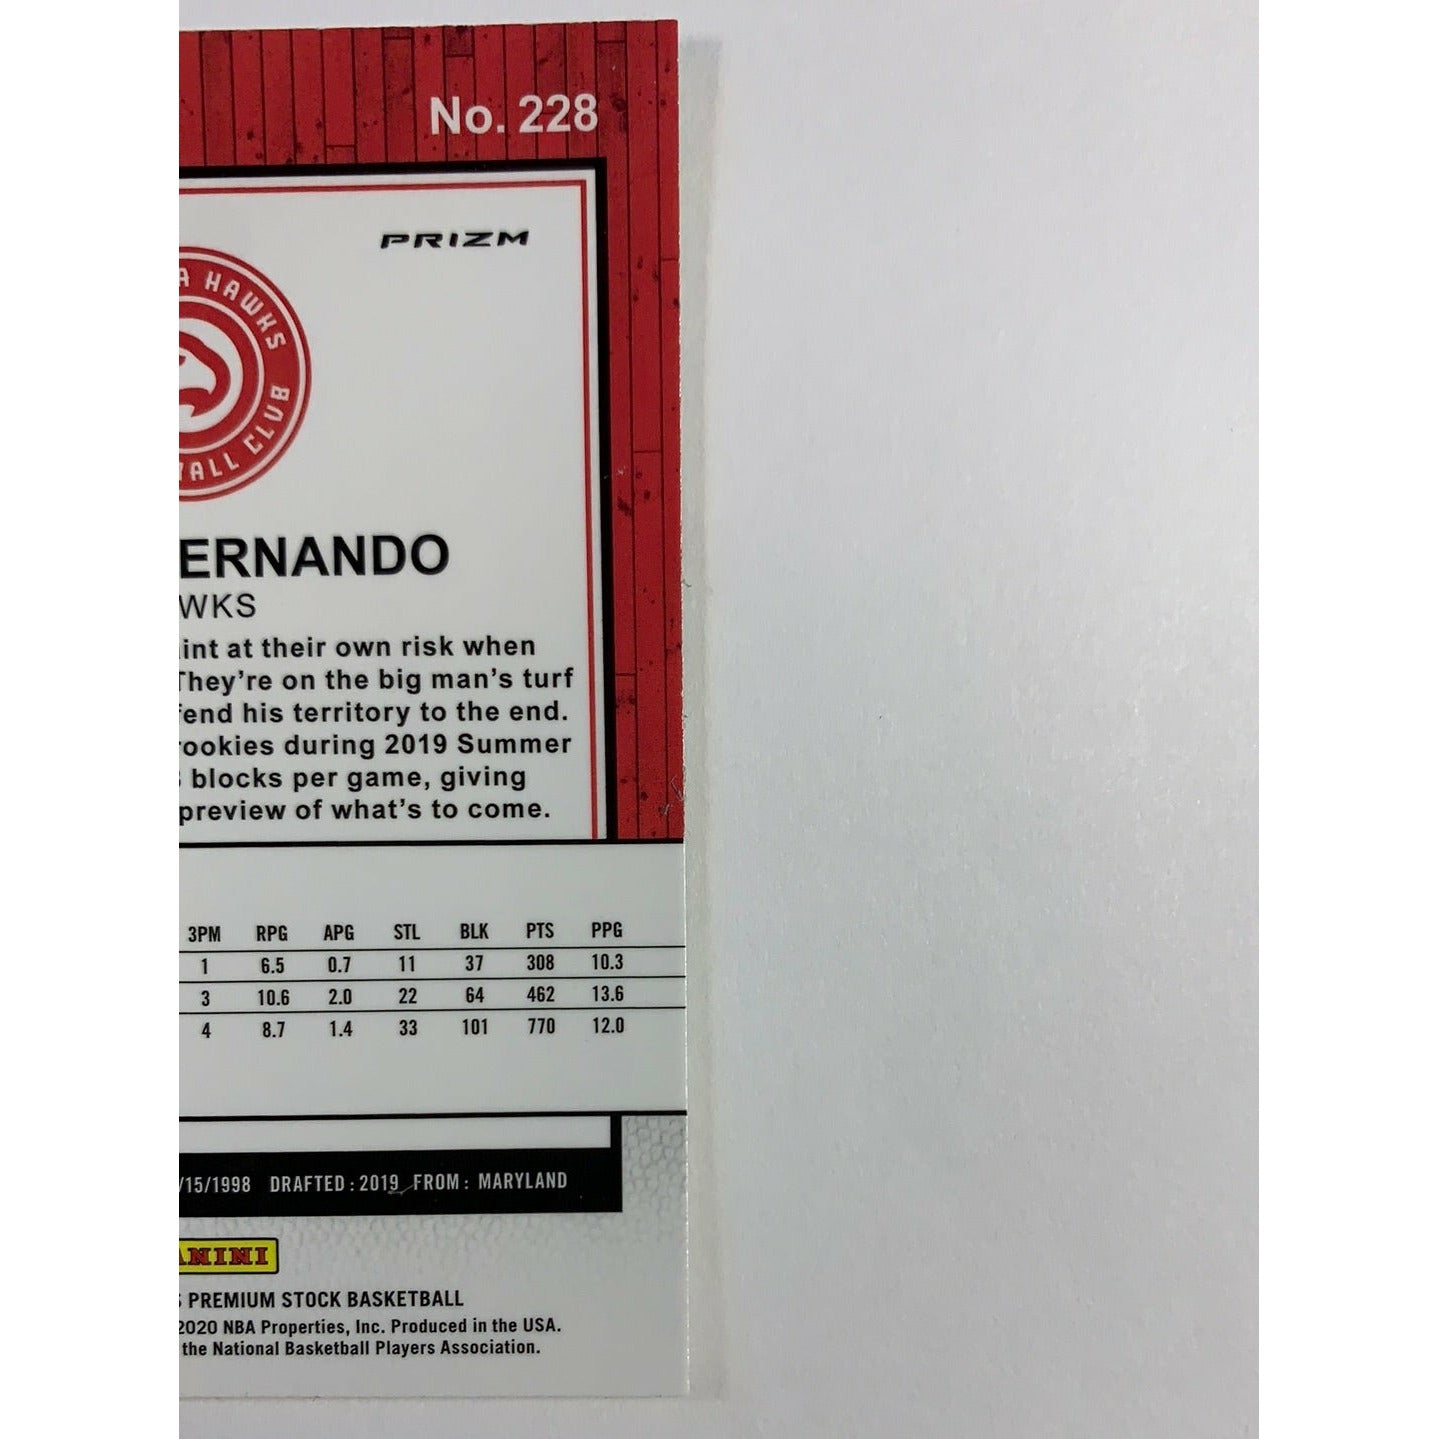 No. 228
PRIZM
A HAWKS
ALL CLUB
ERNANDO
WKS
int at their own risk when
They're on the big man's turf
fend his territory to the end.
rookies during 2019 Summer
blocks per game, giving
preview of what's to come.
3PM RPG APG STL BLK PTS PPG
1 6.5 0.7 11 37 308 10.3
3 10.6 2.0 22 64 462 13.6
4 8.7 1.4 33 101 770 12.0
/15/1998 DRAFTED : 2019 FROM : MARYLAND
ANINI
PREMIUM STOCK BASKETBALL
2020 NBA Properties, Inc. Produced in the USA.
the National Basketball Players Association.